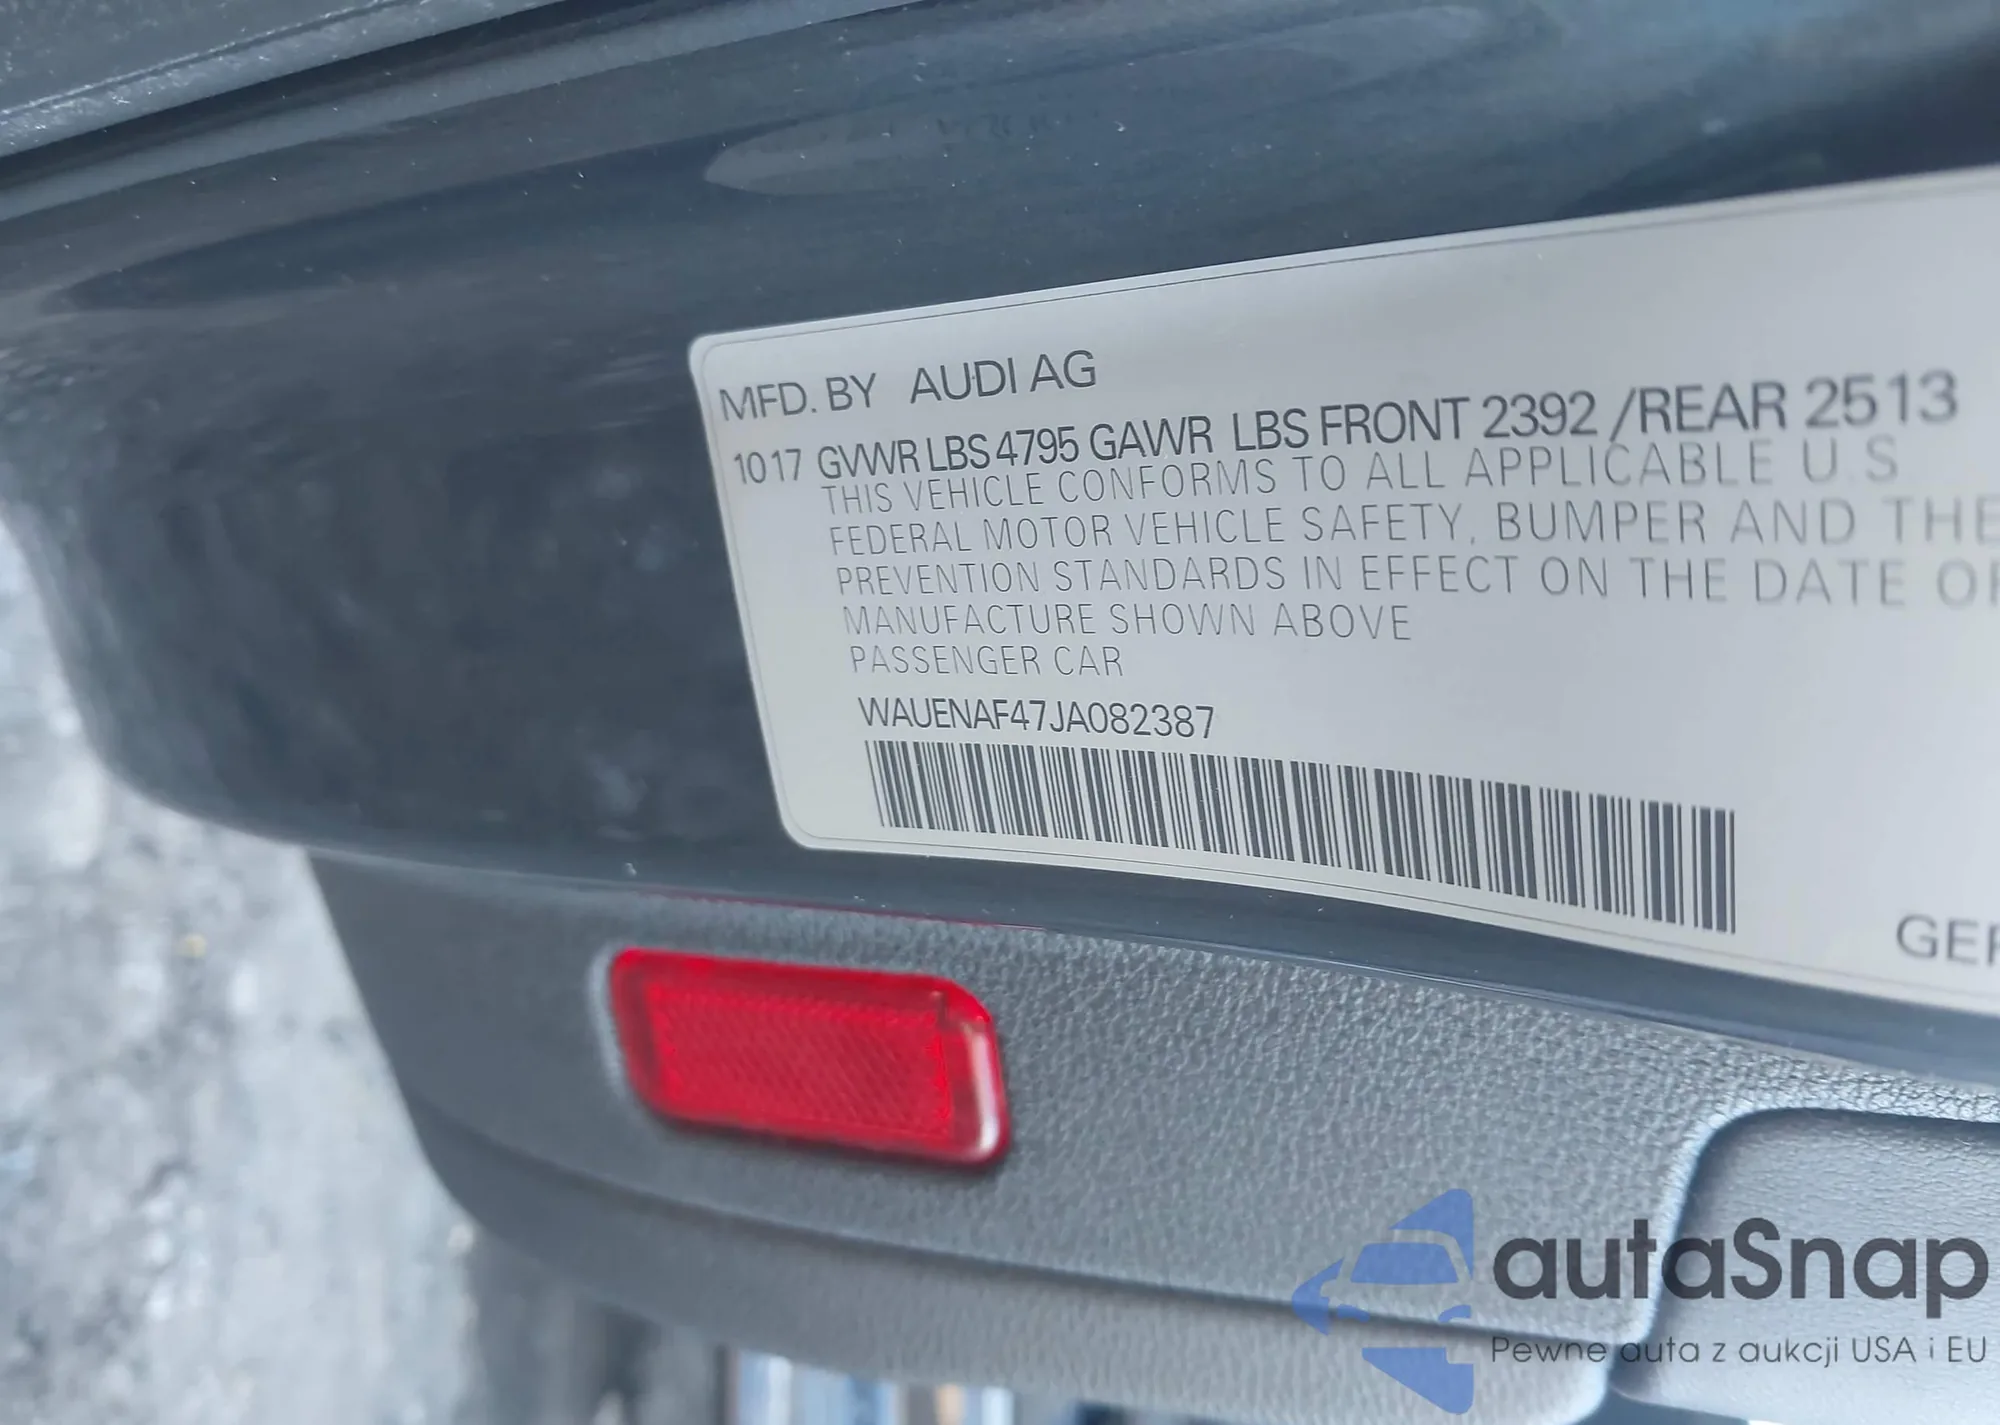 MFD. BY AUDI AG
1017 GVWR LBS 4795 GAWR LBS FRONT 2392 /REAR 2513
THIS VEHICLE CONFORMS TO ALL APPLICABLE U.S
FEDERAL MOTOR VEHICLE SAFETY, BUMPER AND THE
PREVENTION STANDARDS IN EFFECT ON THE DATE OF
MANUFACTURE SHOWN ABOVE
PASSENGER CAR
WAUENAF47JA082387
GER
autaSnap
Pewne auta z aukcji USA i EU